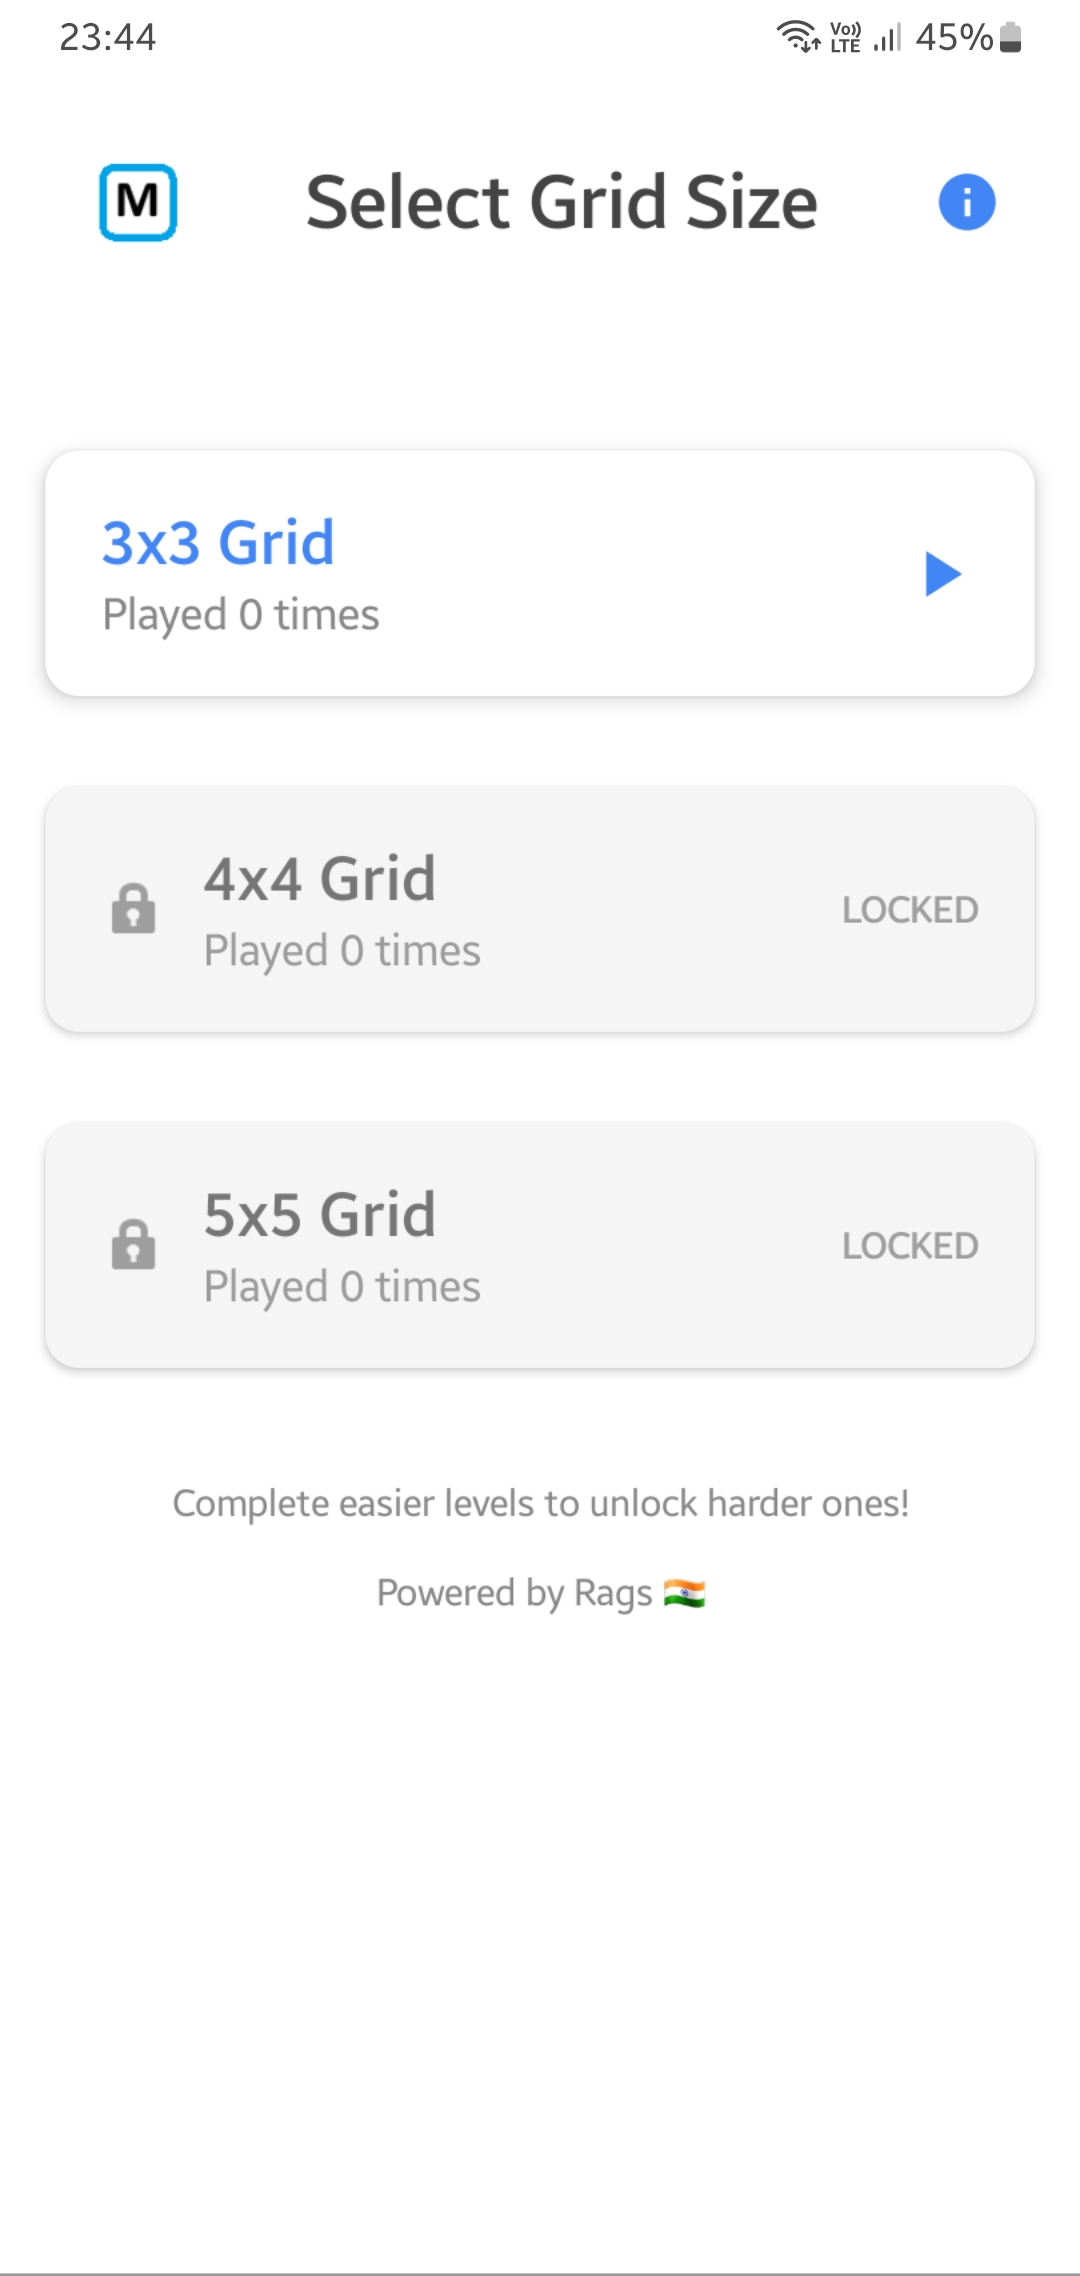 23:44
Vo)) LTE 45%
M
Select Grid Size
i
3x3 Grid
Played 0 times
4x4 Grid
Played 0 times
LOCKED
5x5 Grid
Played 0 times
LOCKED
Complete easier levels to unlock harder ones!
Powered by Rags 🇮🇳